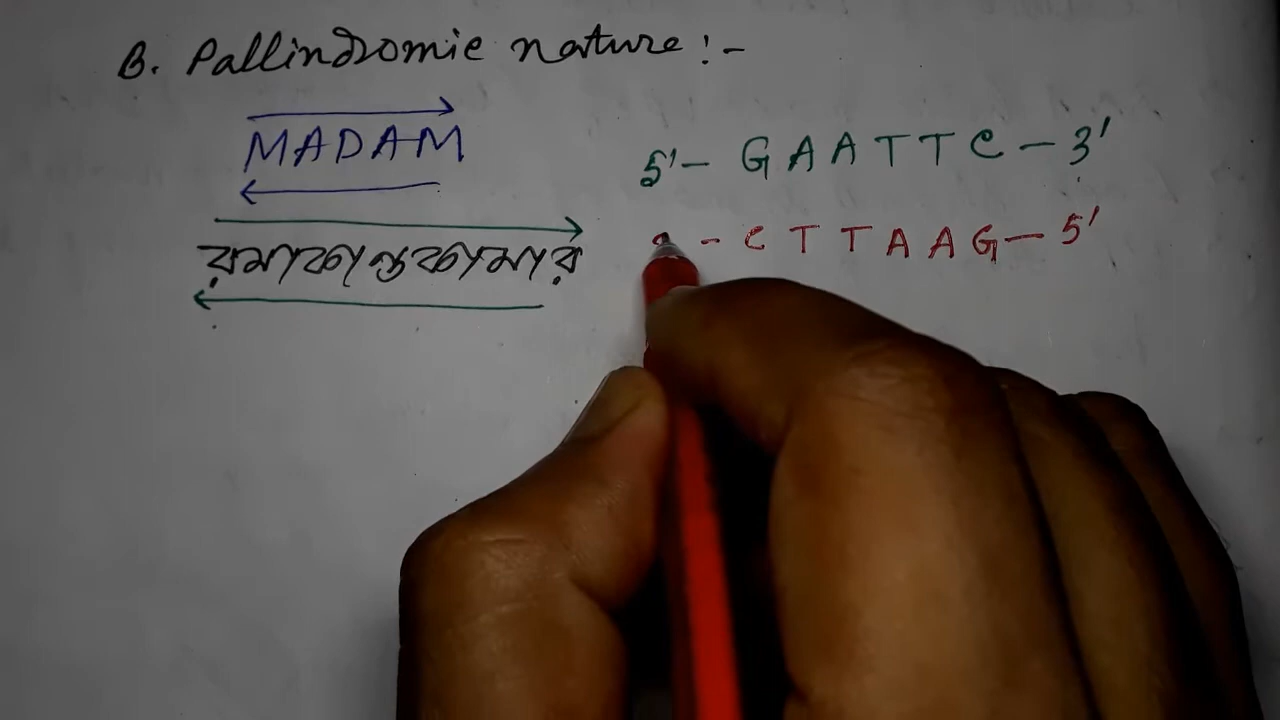 B. Pallindromic nature :-
MADAM
রমাকান্তকামার
5'- GAATTC - 3'
- CTTAAG - 5'